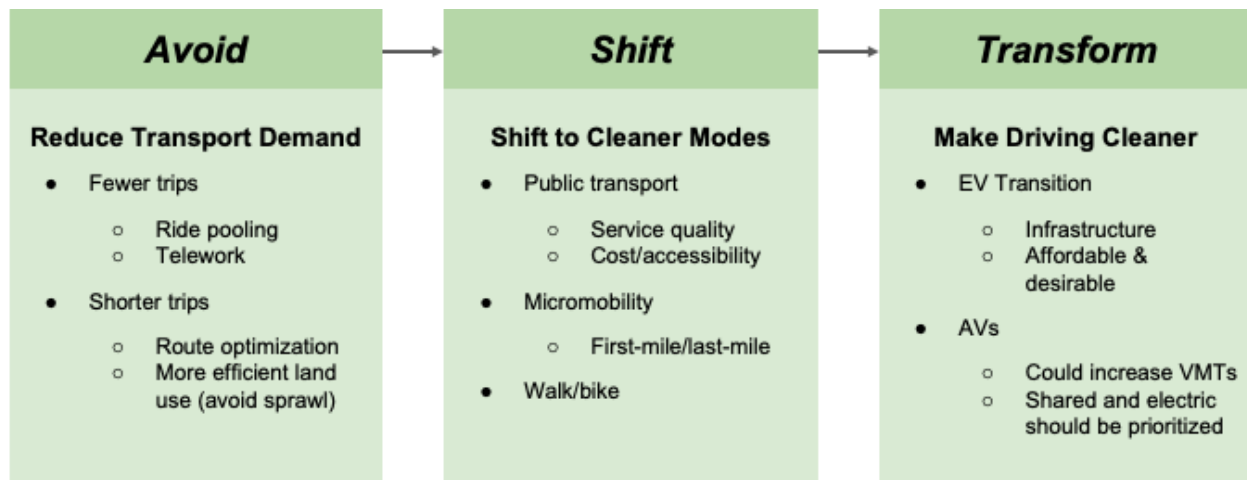 Avoid
Reduce Transport Demand
● Fewer trips
○ Ride pooling
○ Telework
● Shorter trips
○ Route optimization
○ More efficient land
use (avoid sprawl)
Shift
Shift to Cleaner Modes
● Public transport
○ Service quality
○ Cost/accessibility
● Micromobility
○ First-mile/last-mile
● Walk/bike
Transform
Make Driving Cleaner
● EV Transition
○ Infrastructure
○ Affordable &
desirable
● AVs
○ Could increase VMTs
○ Shared and electric
should be prioritized